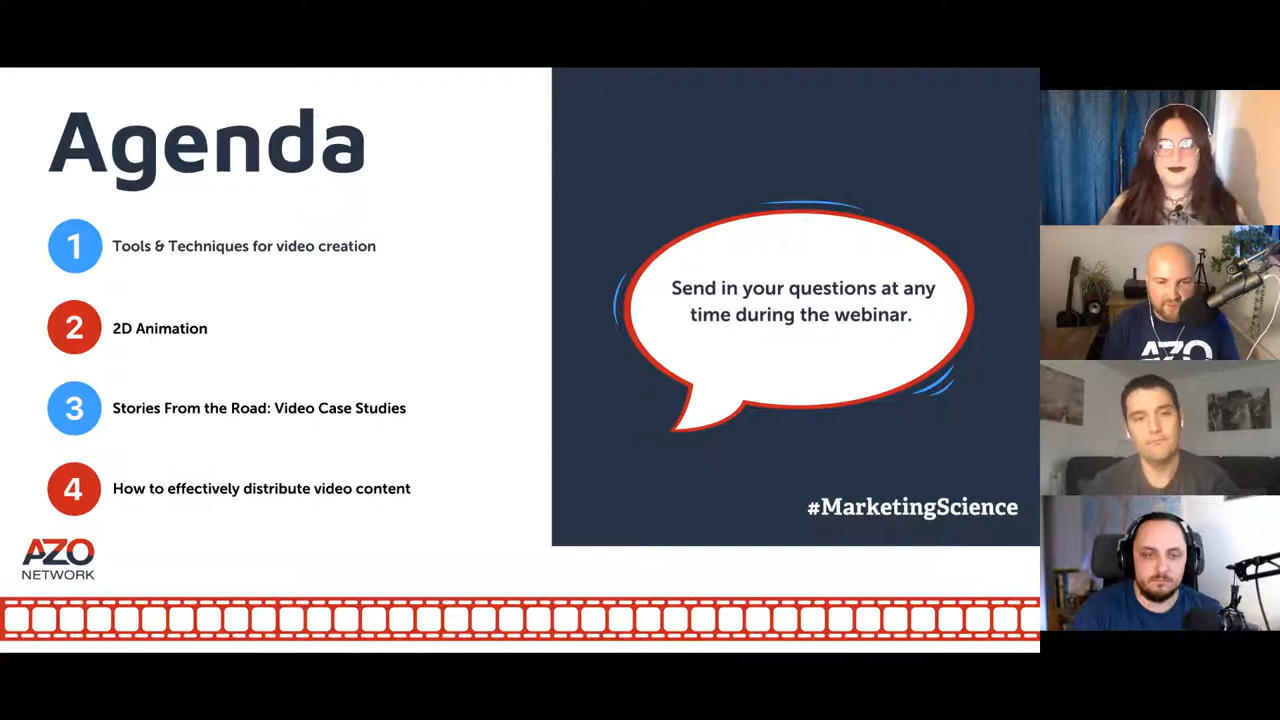 Agenda
1 Tools & Techniques for video creation
2 2D Animation
3 Stories From the Road: Video Case Studies
4 How to effectively distribute video content
AZO
NETWORK
Send in your questions at any
time during the webinar.
#MarketingScience
AZO